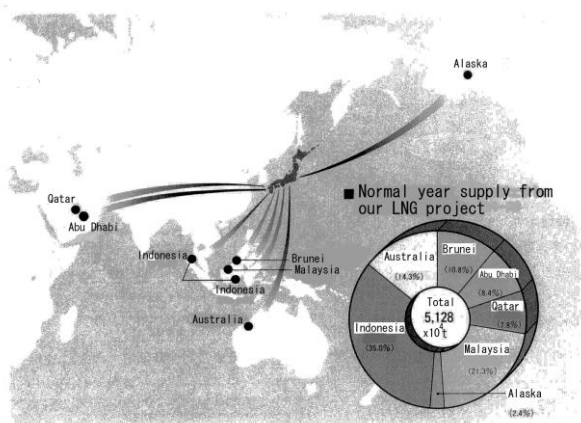 Alaska
Qatar
Abu Dhabi
Indonesia
Brunei
Malaysia
Indonesia
Australia
■ Normal year supply from
our LNG project
Australia
(14.3%)
Brunei
(10.8%)
Abu Dhabi
(8.4%)
Qatar
(7.8%)
Total
5,128
x10⁴t
Indonesia
(35.0%)
Malaysia
(21.3%)
Alaska
(2.4%)